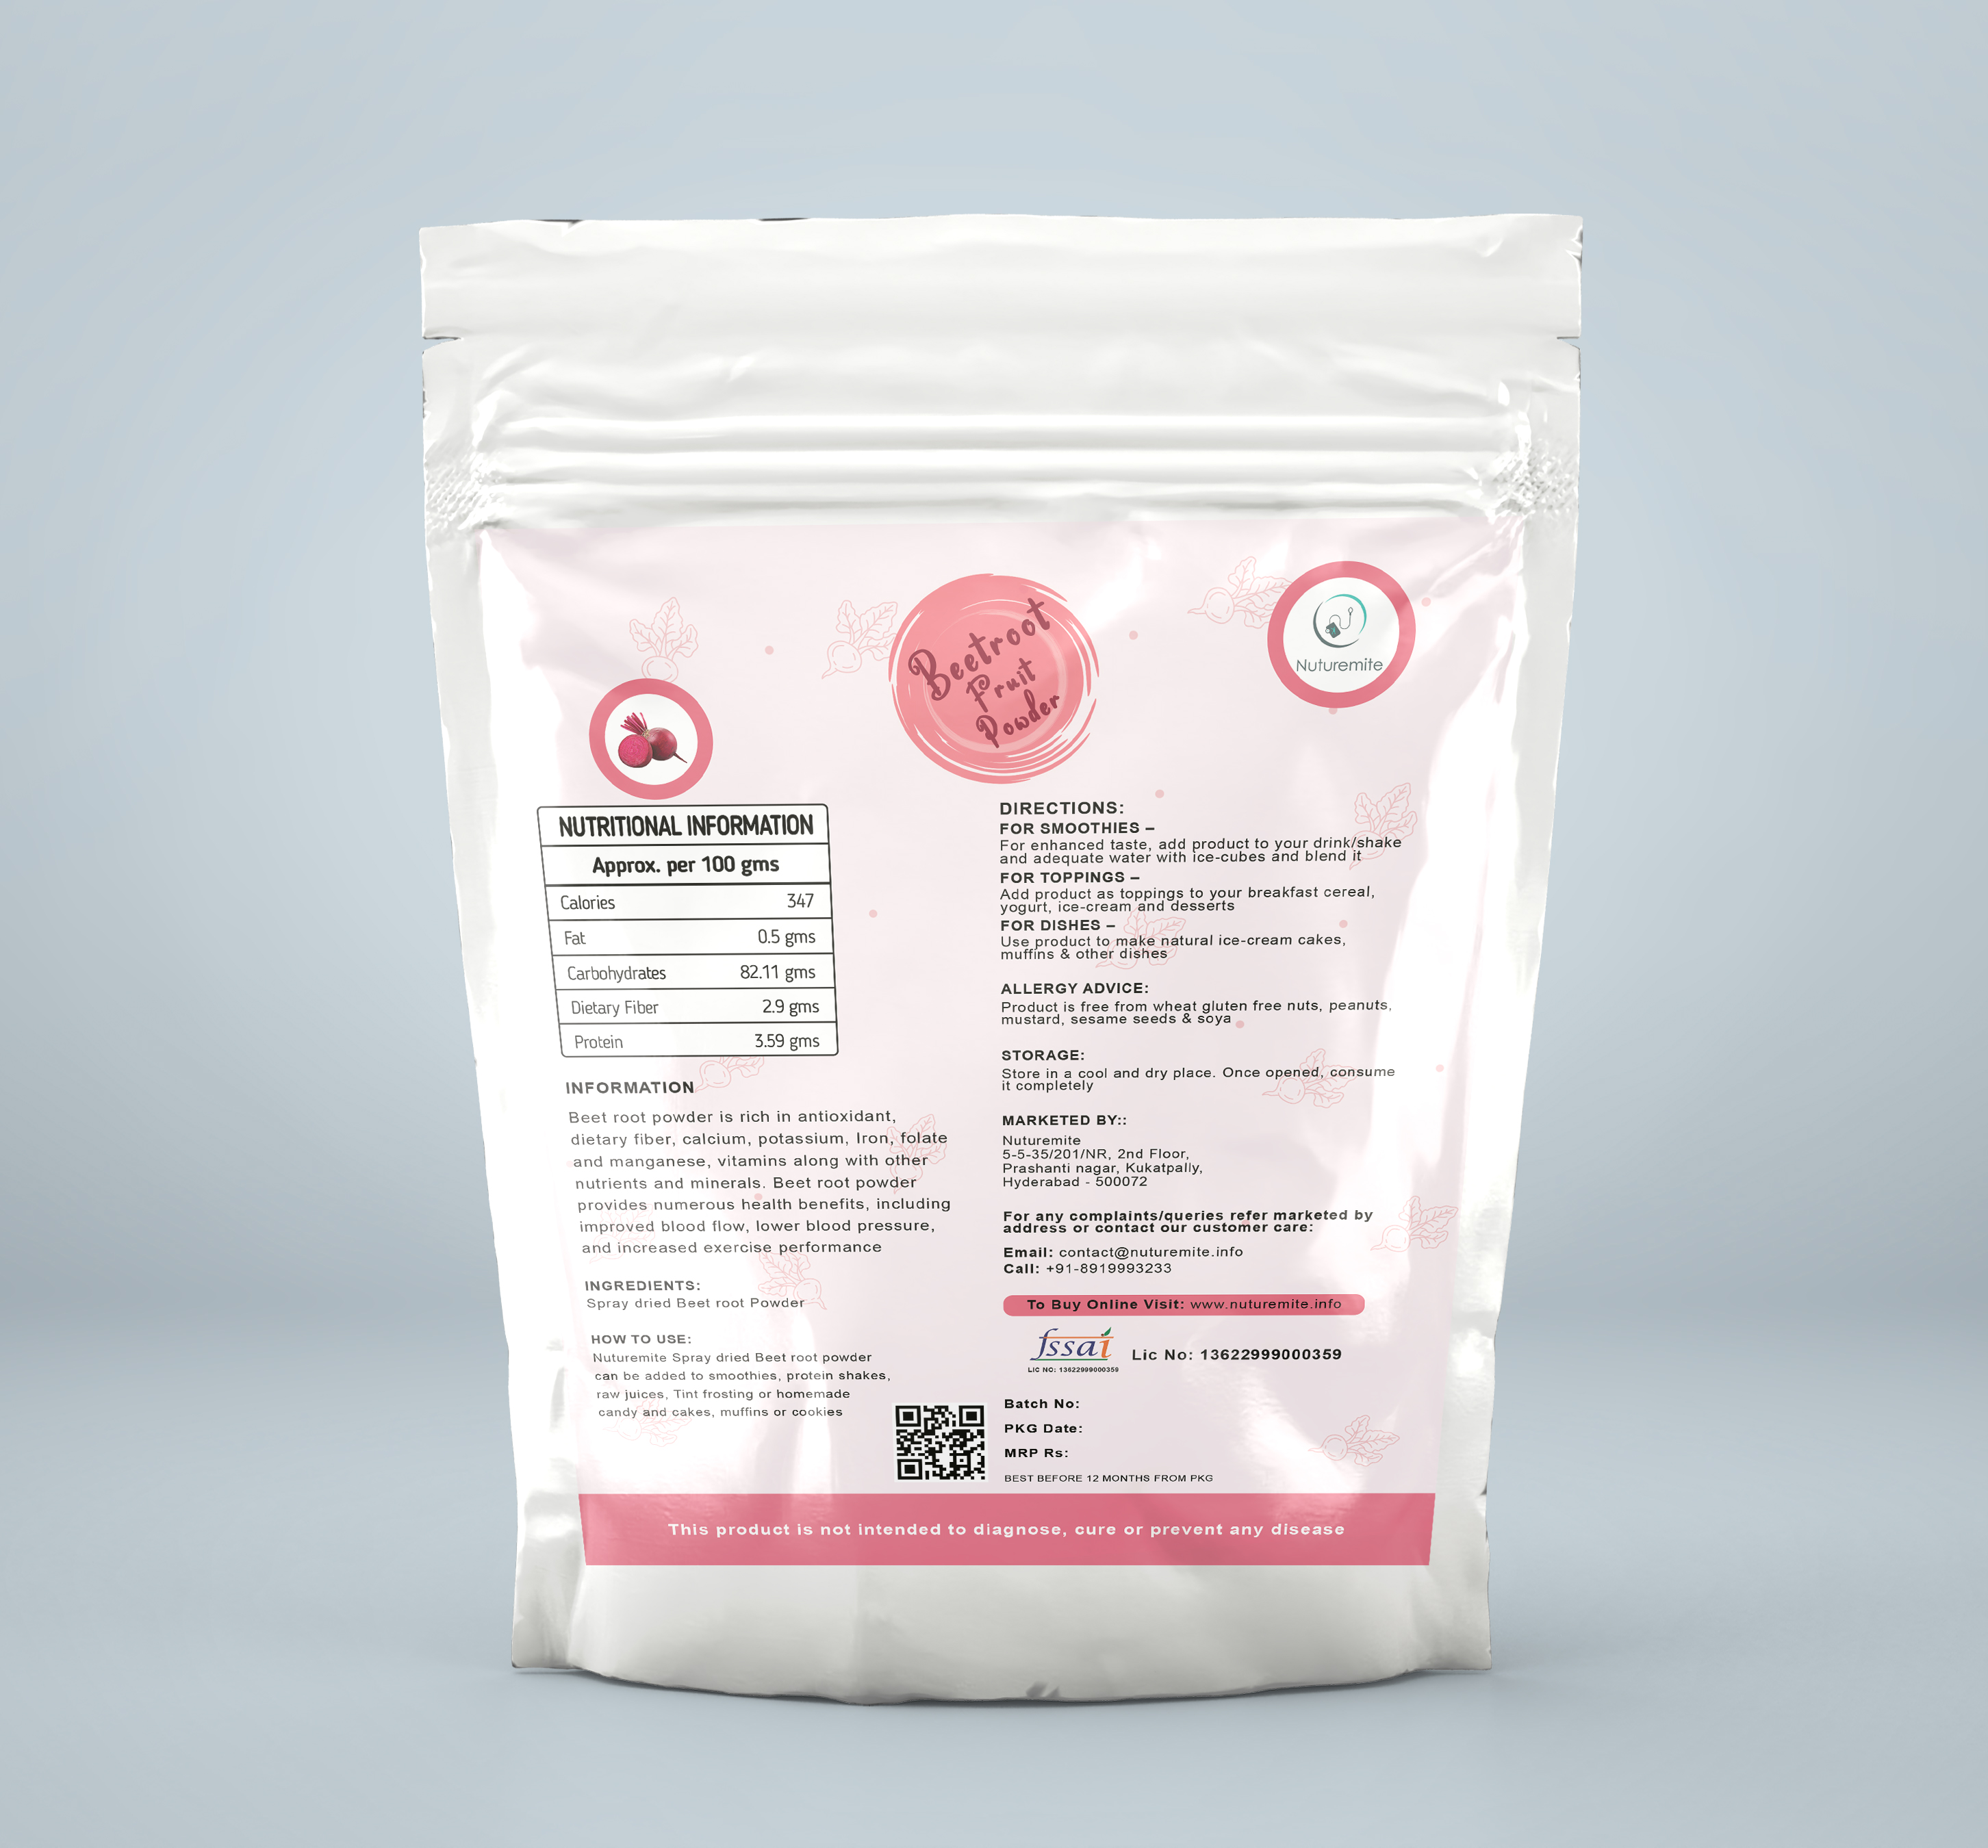 Beetroot
Fruit
Powder
Nuturemite
NUTRITIONAL INFORMATION
Approx. per 100 gms
Calories 347
Fat 0.5 gms
Carbohydrates 82.11 gms
Dietary Fiber 2.9 gms
Protein 3.59 gms
INFORMATION
Beet root powder is rich in antioxidant,
dietary fiber, calcium, potassium, Iron, folate
and manganese, vitamins along with other
nutrients and minerals. Beet root powder
provides numerous health benefits, including
improved blood flow, lower blood pressure,
and increased exercise performance
INGREDIENTS:
Spray dried Beet root Powder
HOW TO USE:
Nuturemite Spray dried Beet root powder
can be added to smoothies, protein shakes,
raw juices, Tint frosting or homemade
candy and cakes, muffins or cookies
DIRECTIONS:
FOR SMOOTHIES –
For enhanced taste, add product to your drink/shake
and adequate water with ice-cubes and blend it
FOR TOPPINGS –
Add product as toppings to your breakfast cereal,
yogurt, ice-cream and desserts
FOR DISHES –
Use product to make natural ice-cream cakes,
muffins & other dishes
ALLERGY ADVICE:
Product is free from wheat gluten free nuts, peanuts,
mustard, sesame seeds & soya
STORAGE:
Store in a cool and dry place. Once opened, consume
it completely
MARKETED BY::
Nuturemite
5-5-35/201/NR, 2nd Floor,
Prashanti nagar, Kukatpally,
Hyderabad - 500072
For any complaints/queries refer marketed by
address or contact our customer care:
Email: contact@nuturemite.info
Call: +91-8919993233
To Buy Online Visit: www.nuturemite.info
fssai
LIC NO: 13622999000359
Lic No: 13622999000359
Batch No:
PKG Date:
MRP Rs:
BEST BEFORE 12 MONTHS FROM PKG
This product is not intended to diagnose, cure or prevent any disease